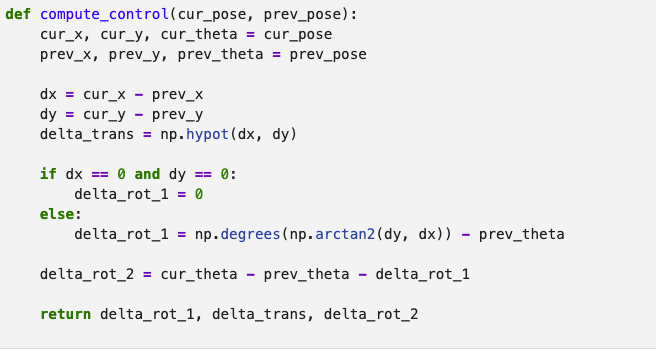 def compute_control(cur_pose, prev_pose):
    cur_x, cur_y, cur_theta = cur_pose
    prev_x, prev_y, prev_theta = prev_pose

    dx = cur_x - prev_x
    dy = cur_y - prev_y
    delta_trans = np.hypot(dx, dy)

    if dx == 0 and dy == 0:
        delta_rot_1 = 0
    else:
        delta_rot_1 = np.degrees(np.arctan2(dy, dx)) - prev_theta

    delta_rot_2 = cur_theta - prev_theta - delta_rot_1

    return delta_rot_1, delta_trans, delta_rot_2